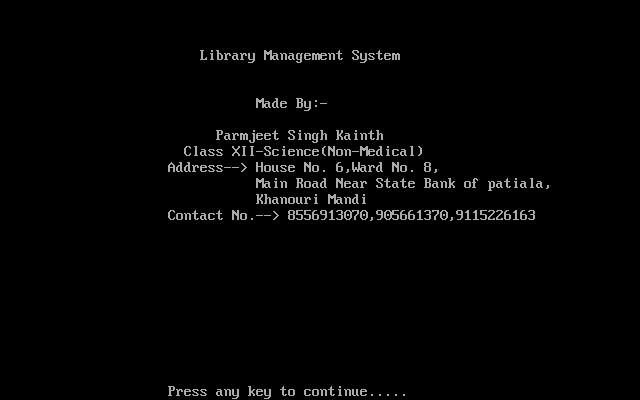 Library Management System
Made By:-
Parmjeet Singh Kainth
Class XII-Science(Non-Medical)
Address--> House No. 6,Ward No. 8,
Main Road Near State Bank of patiala,
Khanouri Mandi
Contact No.--> 8556913070,905661370,9115226163
Press any key to continue.....